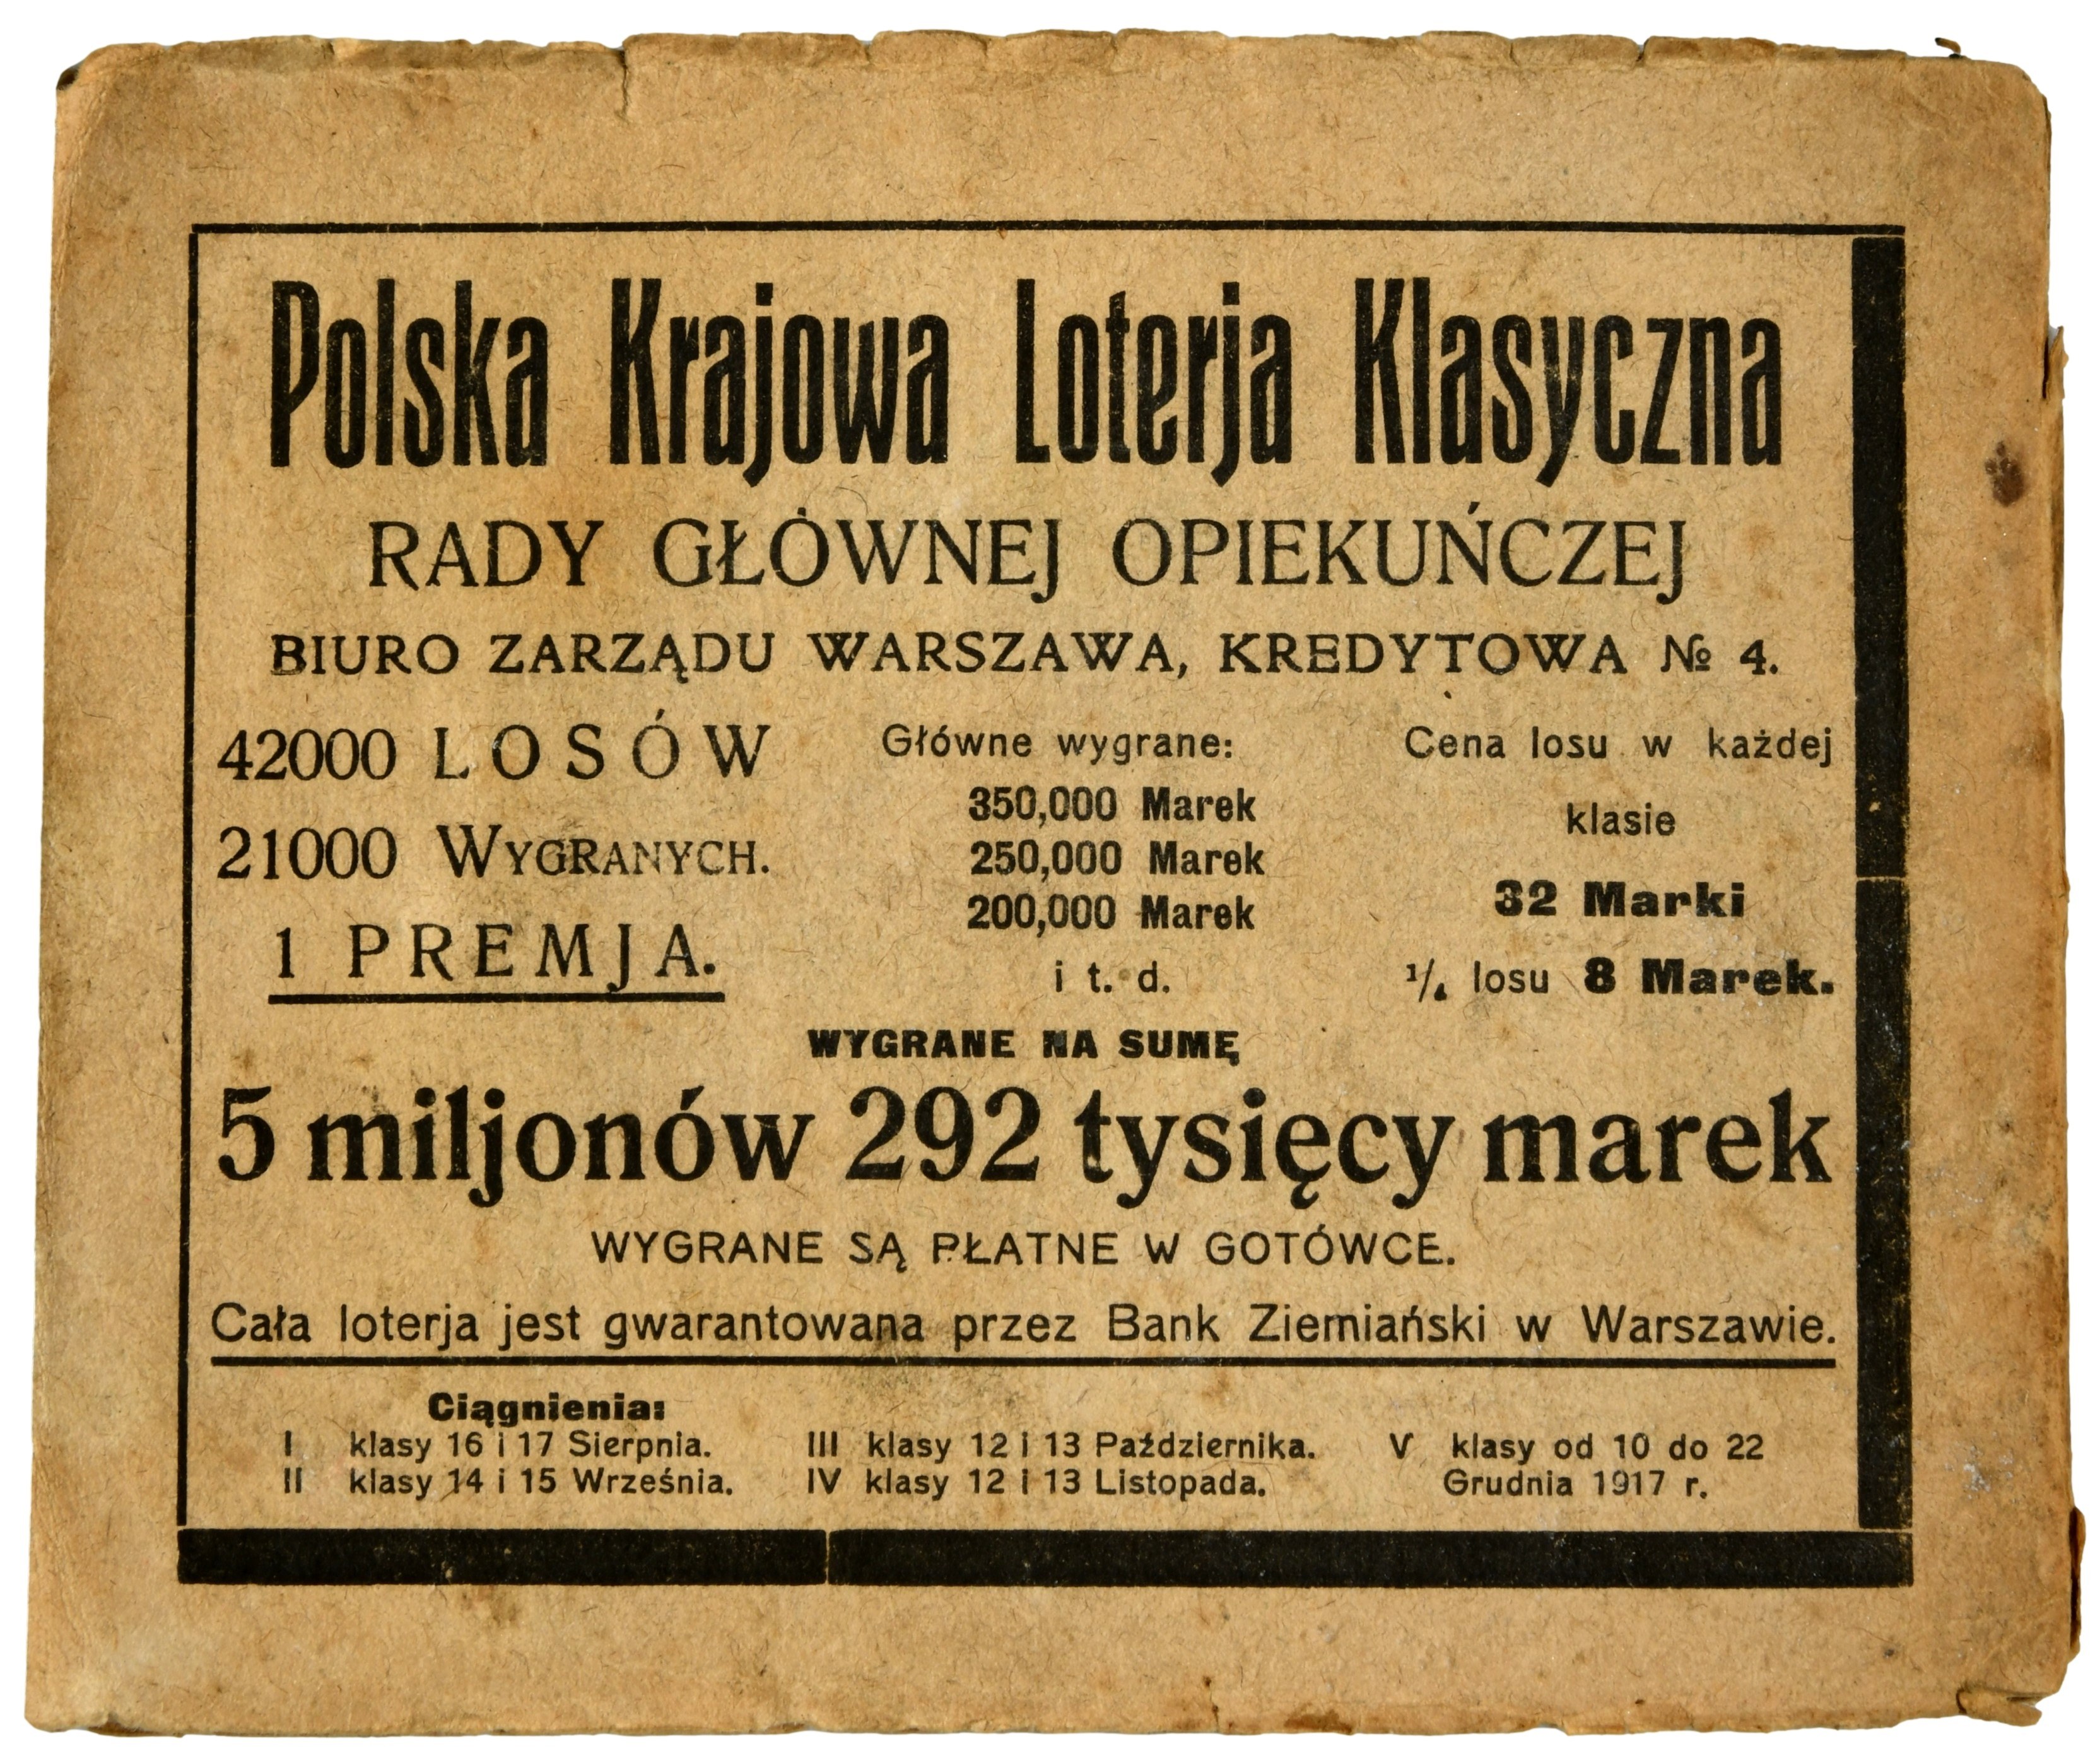 Polska Krajowa Loterja Klasyczna
RADY GŁÓWNEJ OPIEKUŃCZEJ
BIURO ZARZĄDU WARSZAWA, KREDYTOWA № 4.
42000 LOSÓW
21000 WYGRANYCH.
1 PREMJA.
Główne wygrane:
350,000 Marek
250,000 Marek
200,000 Marek
i t. d.
Cena losu w każdej
klasie
32 Marki
¼ losu 8 Marek.
WYGRANE NA SUMĘ
5 miljonów 292 tysięcy marek
WYGRANE SĄ PŁATNE W GOTÓWCE.
Cała loterja jest gwarantowana przez Bank Ziemiański w Warszawie.
Ciągnienia:
I klasy 16 i 17 Sierpnia.
II klasy 14 i 15 Września.
III klasy 12 i 13 Października.
IV klasy 12 i 13 Listopada.
V klasy od 10 do 22
Grudnia 1917 r.